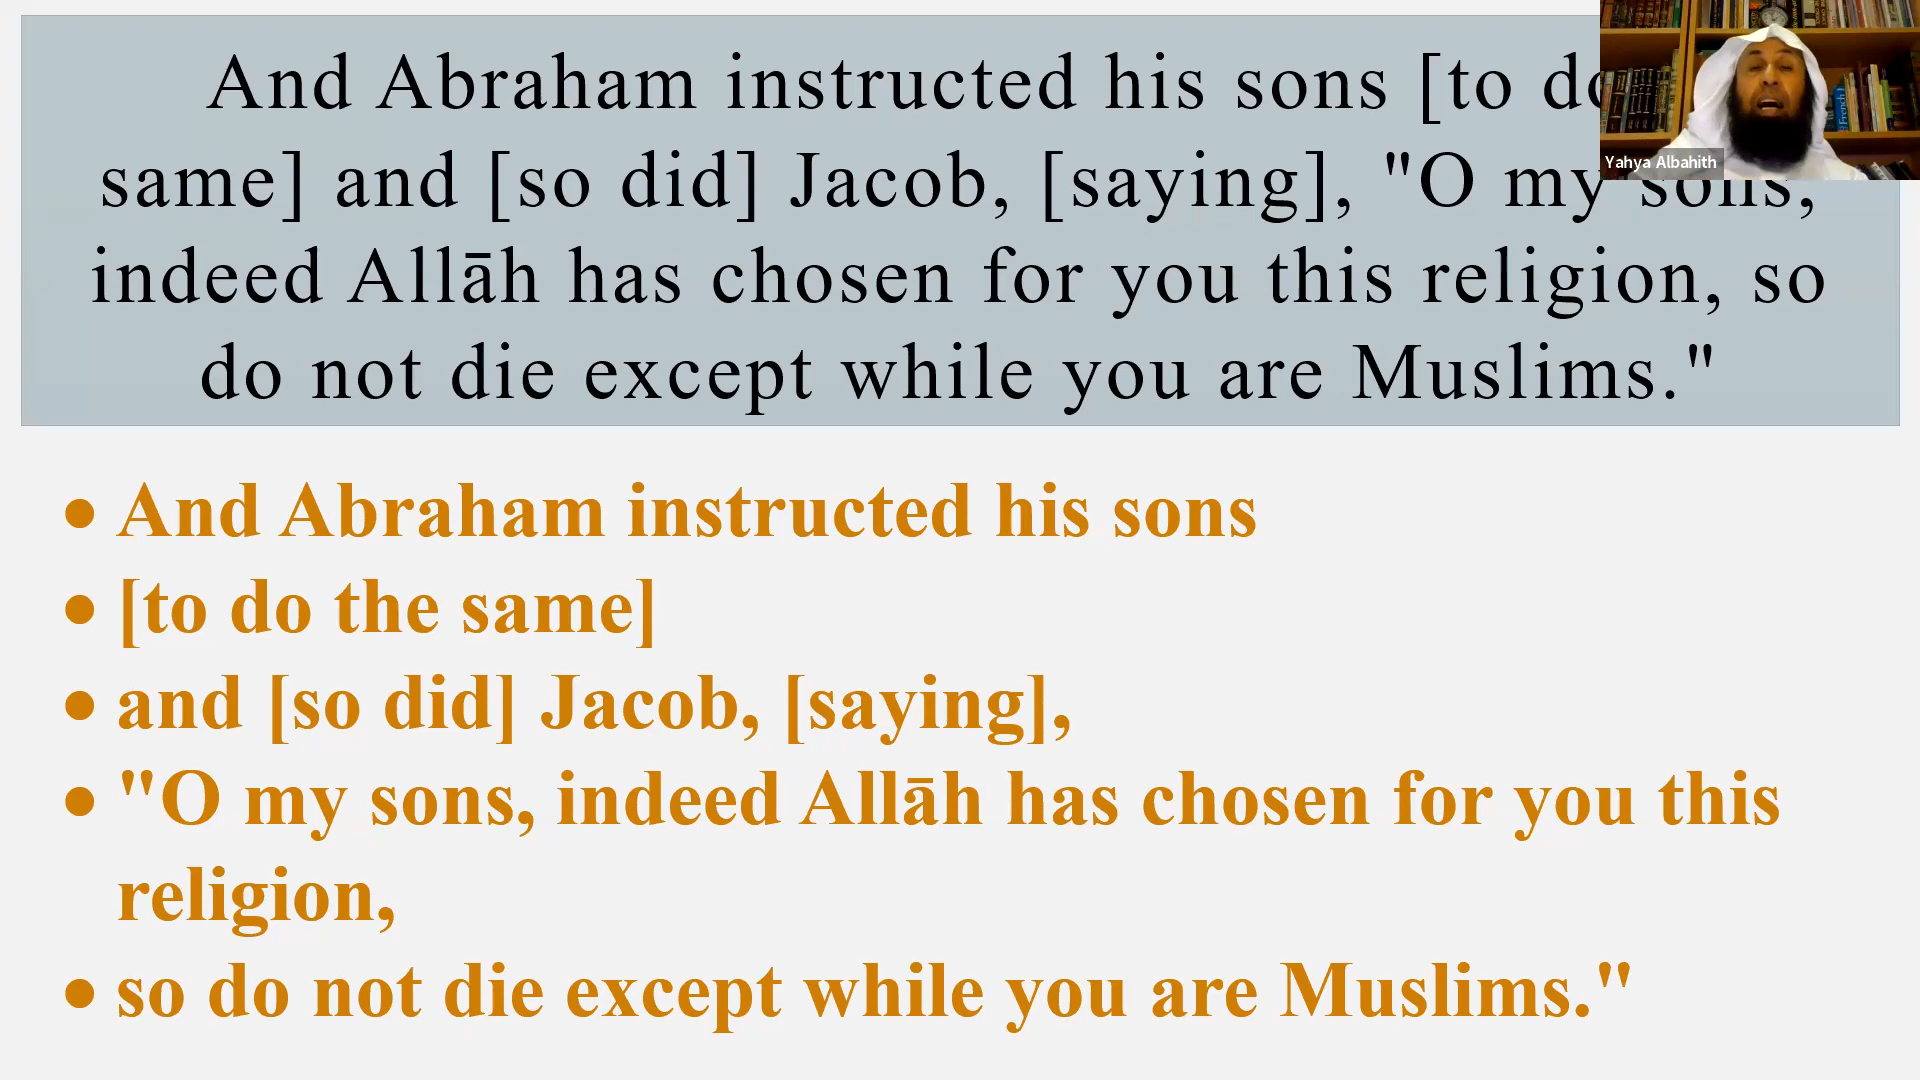 And Abraham instructed his sons [to do
same] and [so did] Jacob, [saying], "O my sons,
indeed Allāh has chosen for you this religion, so
do not die except while you are Muslims."
Yahya Albahith
• And Abraham instructed his sons
• [to do the same]
• and [so did] Jacob, [saying],
• "O my sons, indeed Allāh has chosen for you this
religion,
• so do not die except while you are Muslims."